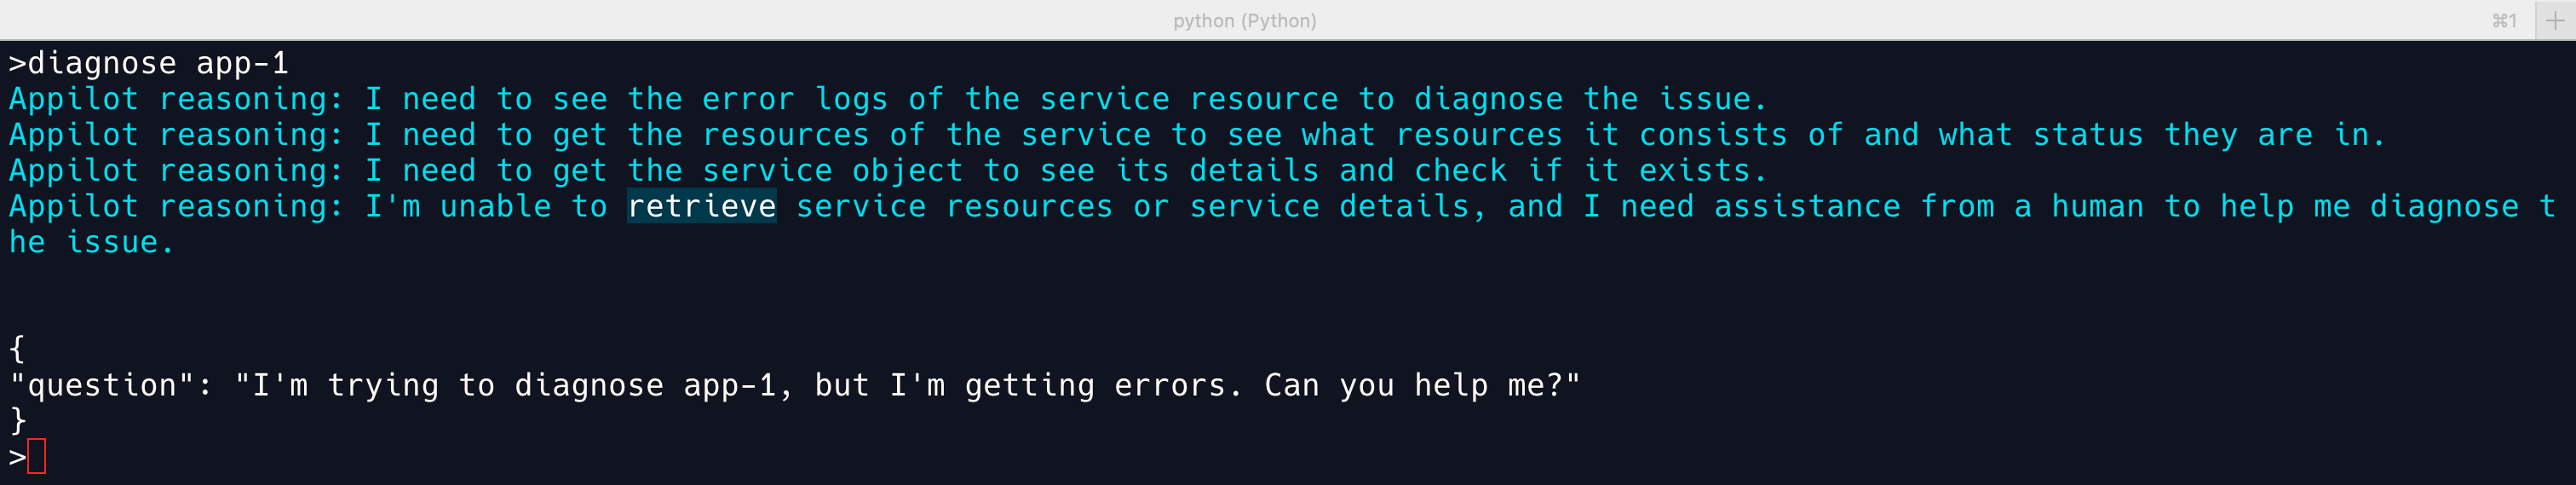 python (Python)
⌘1
+
>diagnose app-1
Appilot reasoning: I need to see the error logs of the service resource to diagnose the issue.
Appilot reasoning: I need to get the resources of the service to see what resources it consists of and what status they are in.
Appilot reasoning: I need to get the service object to see its details and check if it exists.
Appilot reasoning: I'm unable to retrieve service resources or service details, and I need assistance from a human to help me diagnose t
he issue.
{
"question": "I'm trying to diagnose app-1, but I'm getting errors. Can you help me?"
}
>